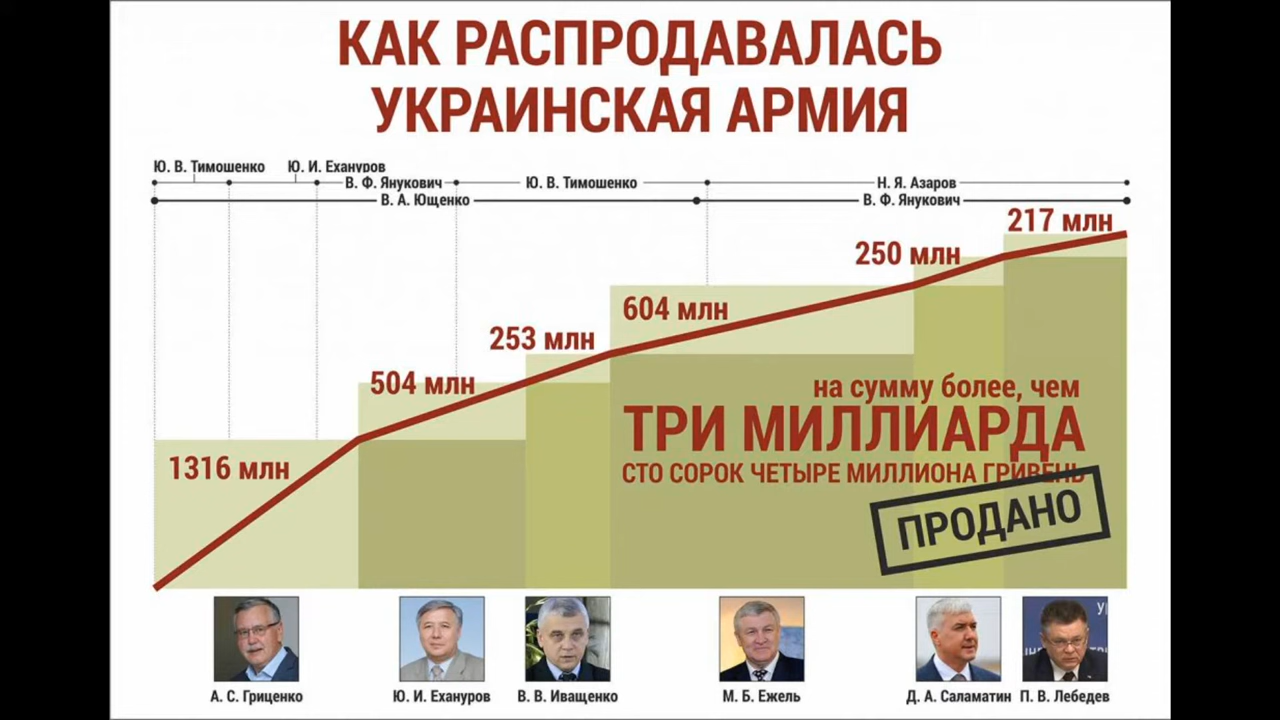 КАК РАСПРОДАВАЛАСЬ
УКРАИНСКАЯ АРМИЯ
Ю. В. Тимошенко Ю. И. Ехануров
В. Ф. Янукович Ю. В. Тимошенко Н. Я. Азаров
В. А. Ющенко В. Ф. Янукович
217 млн
250 млн
604 млн
253 млн
504 млн
1316 млн
на сумму более, чем
ТРИ МИЛЛИАРДА
СТО СОРОК ЧЕТЫРЕ МИЛЛИОНА ГРИВЕНЬ
ПРОДАНО
А. С. Гриценко Ю. И. Ехануров В. В. Иващенко М. Б. Ежель Д. А. Саламатин П. В. Лебедев